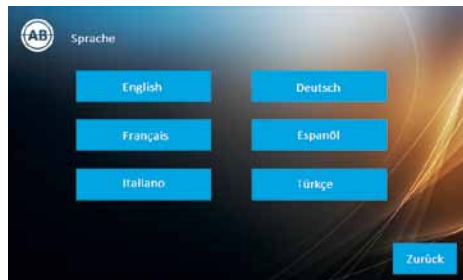 AB
Sprache
English
Deutsch
Français
Espanõl
Italiano
Türkçe
Zurück